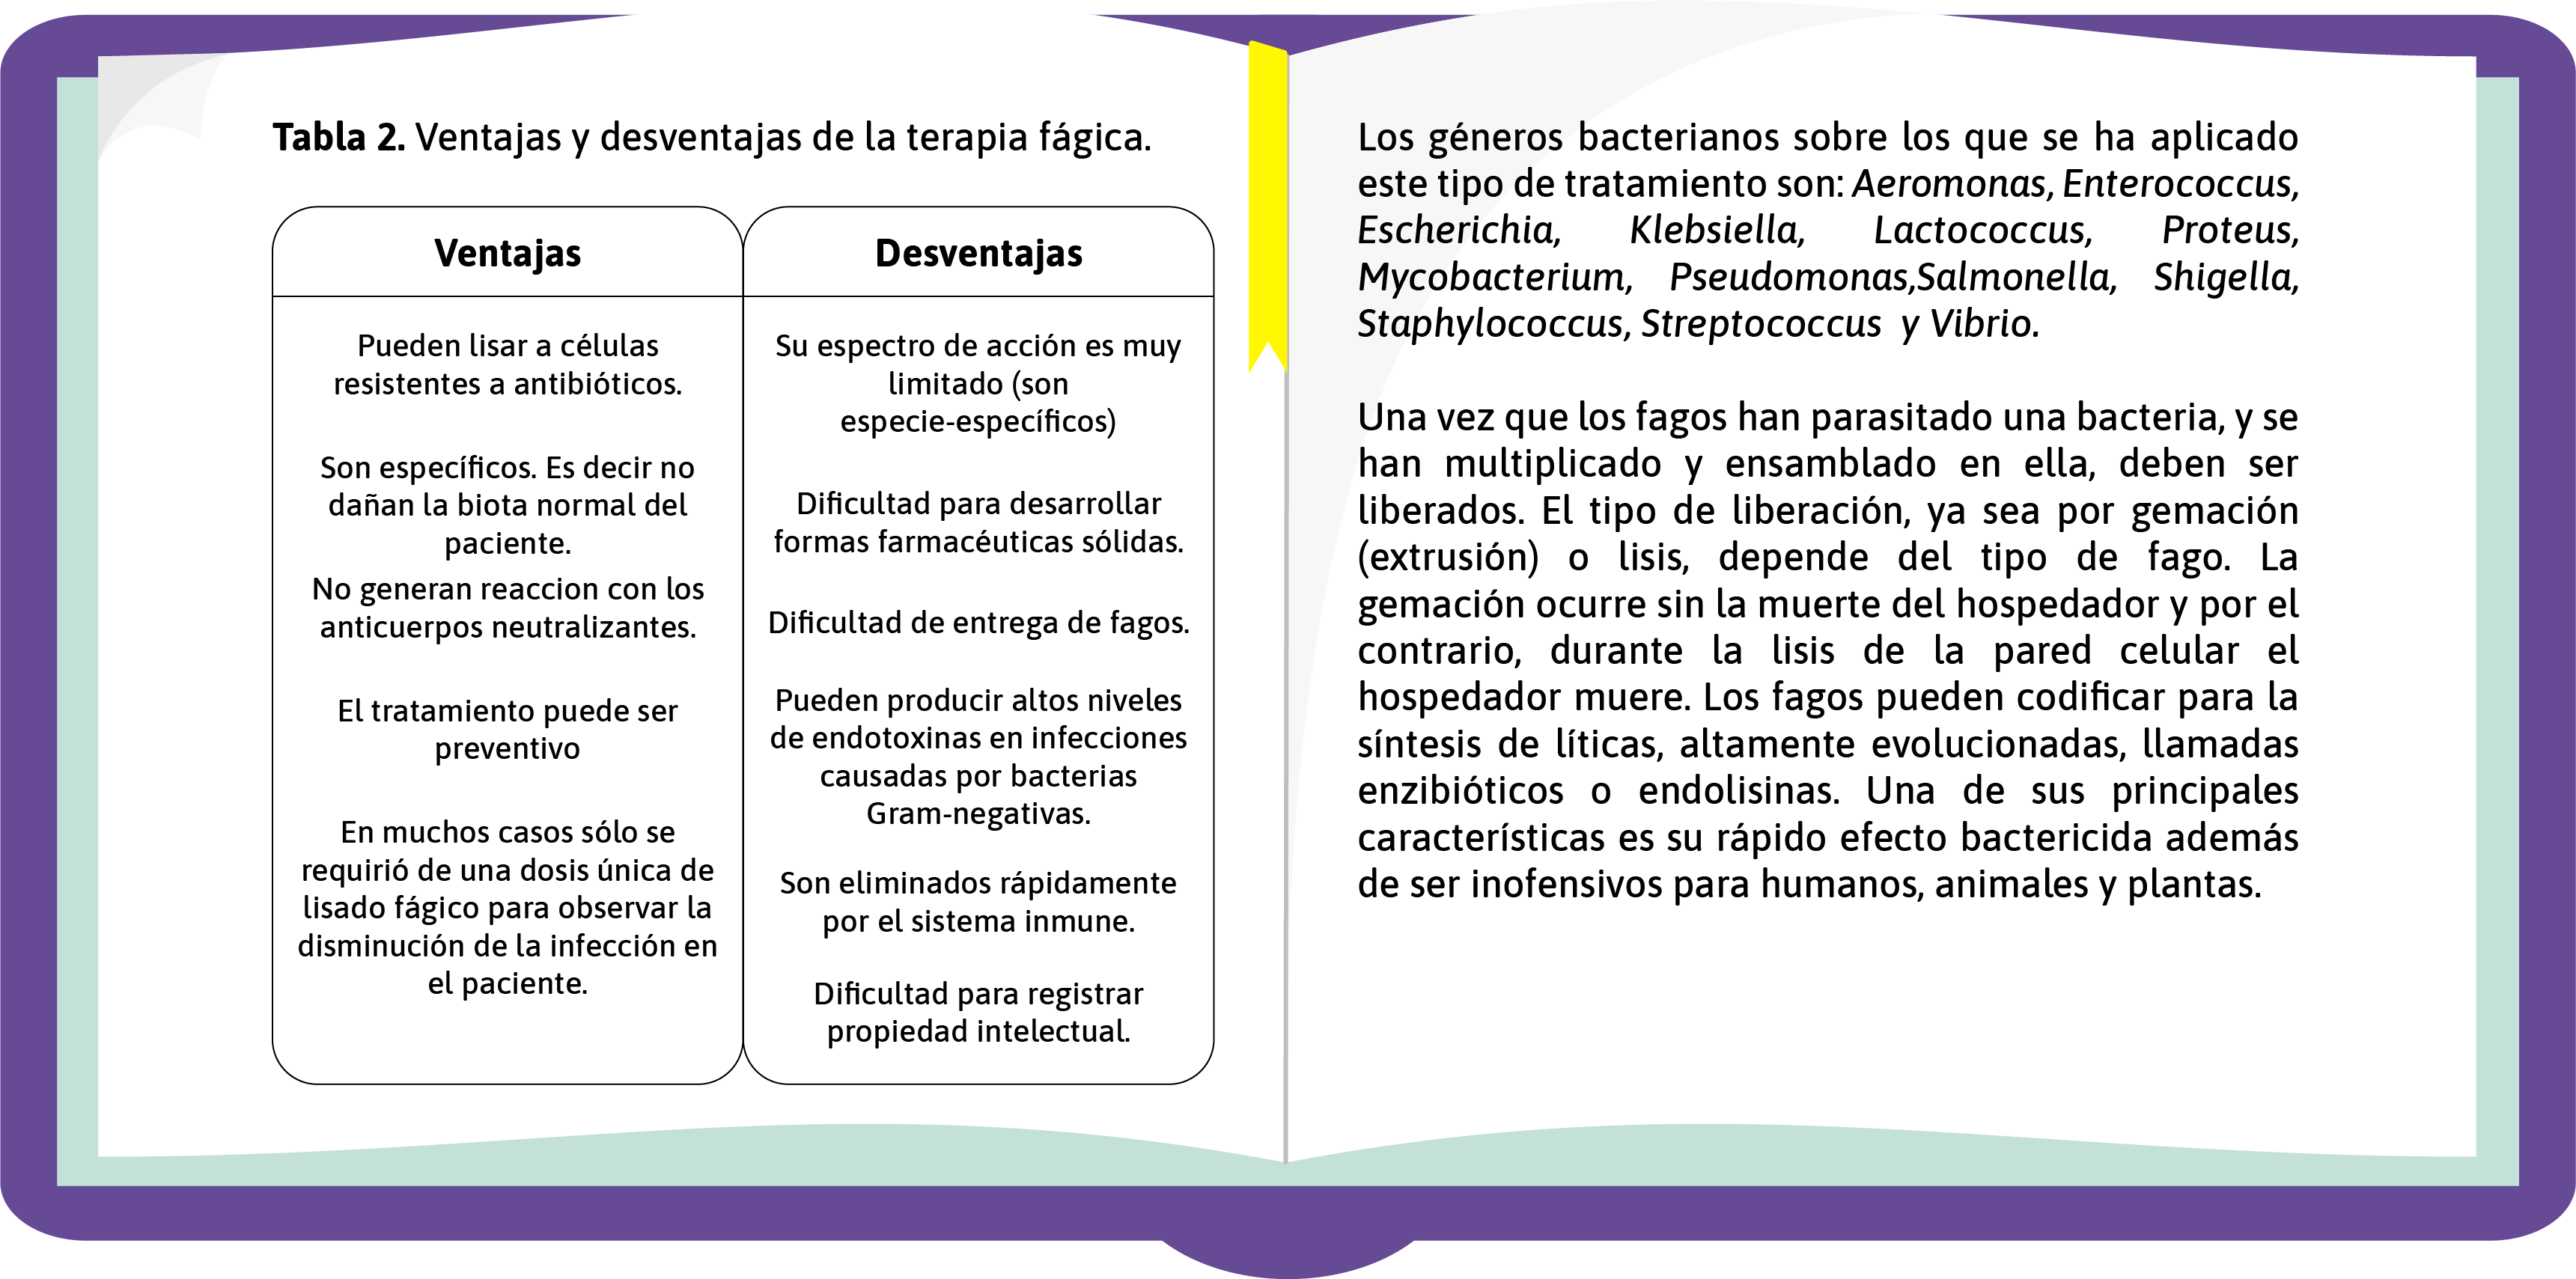 Tabla 2. Ventajas y desventajas de la terapia fágica.
Ventajas
Pueden lisar a células
resistentes a antibióticos.
Son específicos. Es decir no
dañan la biota normal del
paciente.
No generan reaccion con los
anticuerpos neutralizantes.
El tratamiento puede ser
preventivo
En muchos casos sólo se
requirió de una dosis única de
lisado fágico para observar la
disminución de la infección en
el paciente.
Desventajas
Su espectro de acción es muy
limitado (son
especie-específicos)
Dificultad para desarrollar
formas farmacéuticas sólidas.
Dificultad de entrega de fagos.
Pueden producir altos niveles
de endotoxinas en infecciones
causadas por bacterias
Gram-negativas.
Son eliminados rápidamente
por el sistema inmune.
Dificultad para registrar
propiedad intelectual.
Los géneros bacterianos sobre los que se ha aplicado
este tipo de tratamiento son: Aeromonas, Enterococcus,
Escherichia, Klebsiella, Lactococcus, Proteus,
Mycobacterium, Pseudomonas,Salmonella, Shigella,
Staphylococcus, Streptococcus y Vibrio.
Una vez que los fagos han parasitado una bacteria, y se
han multiplicado y ensamblado en ella, deben ser
liberados. El tipo de liberación, ya sea por gemación
(extrusión) o lisis, depende del tipo de fago. La
gemación ocurre sin la muerte del hospedador y por el
contrario, durante la lisis de la pared celular el
hospedador muere. Los fagos pueden codificar para la
síntesis de líticas, altamente evolucionadas, llamadas
enzibióticos o endolisinas. Una de sus principales
características es su rápido efecto bactericida además
de ser inofensivos para humanos, animales y plantas.